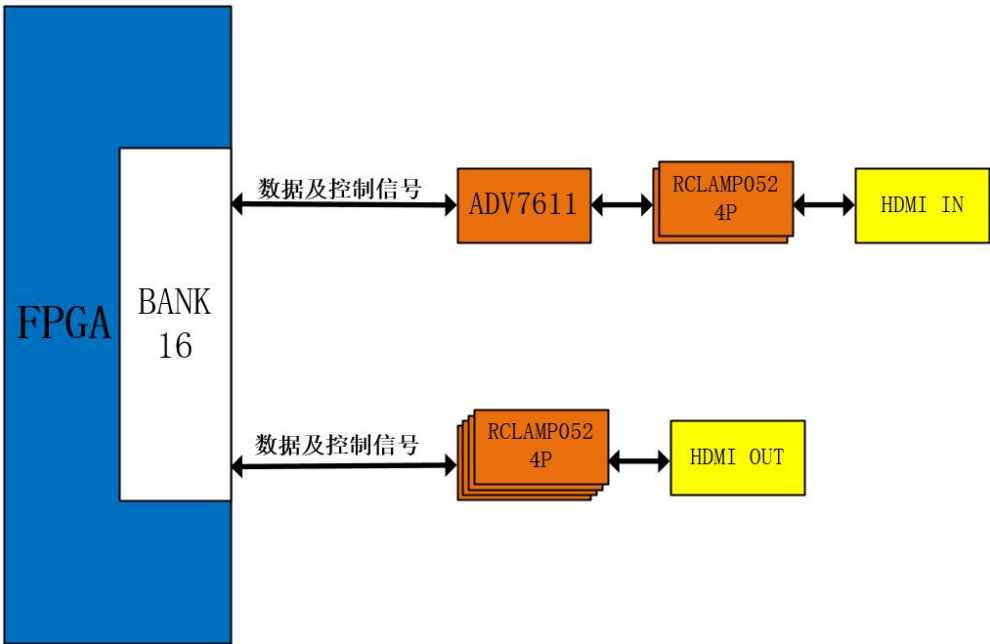 FPGA
BANK
16
数据及控制信号
ADV7611
RCLAMP052
4P
HDMI IN
数据及控制信号
RCLAMP052
4P
HDMI OUT